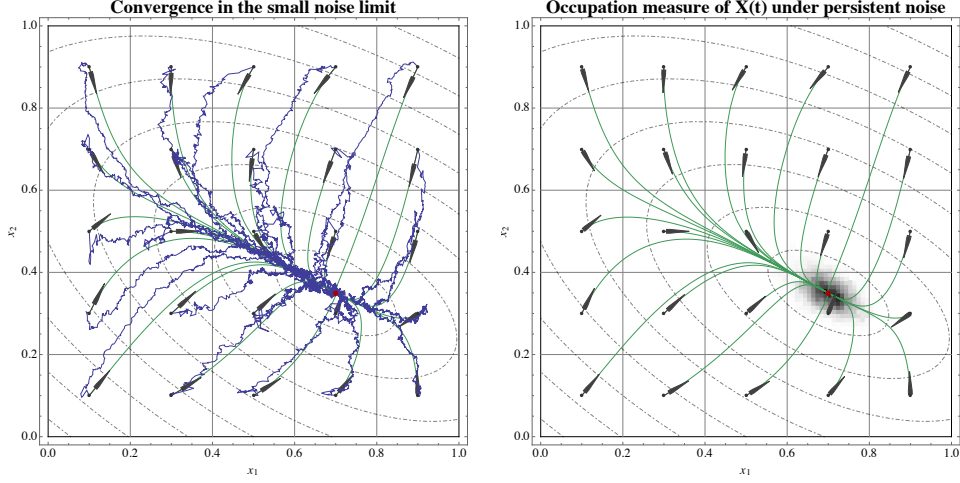 Convergence in the small noise limit
1.0
0.8
0.6
0.4
0.2
0.0
x2
0.0 0.2 0.4 0.6 0.8 1.0
x1
Occupation measure of X(t) under persistent noise
1.0
0.8
0.6
0.4
0.2
0.0
x2
0.0 0.2 0.4 0.6 0.8 1.0
x1